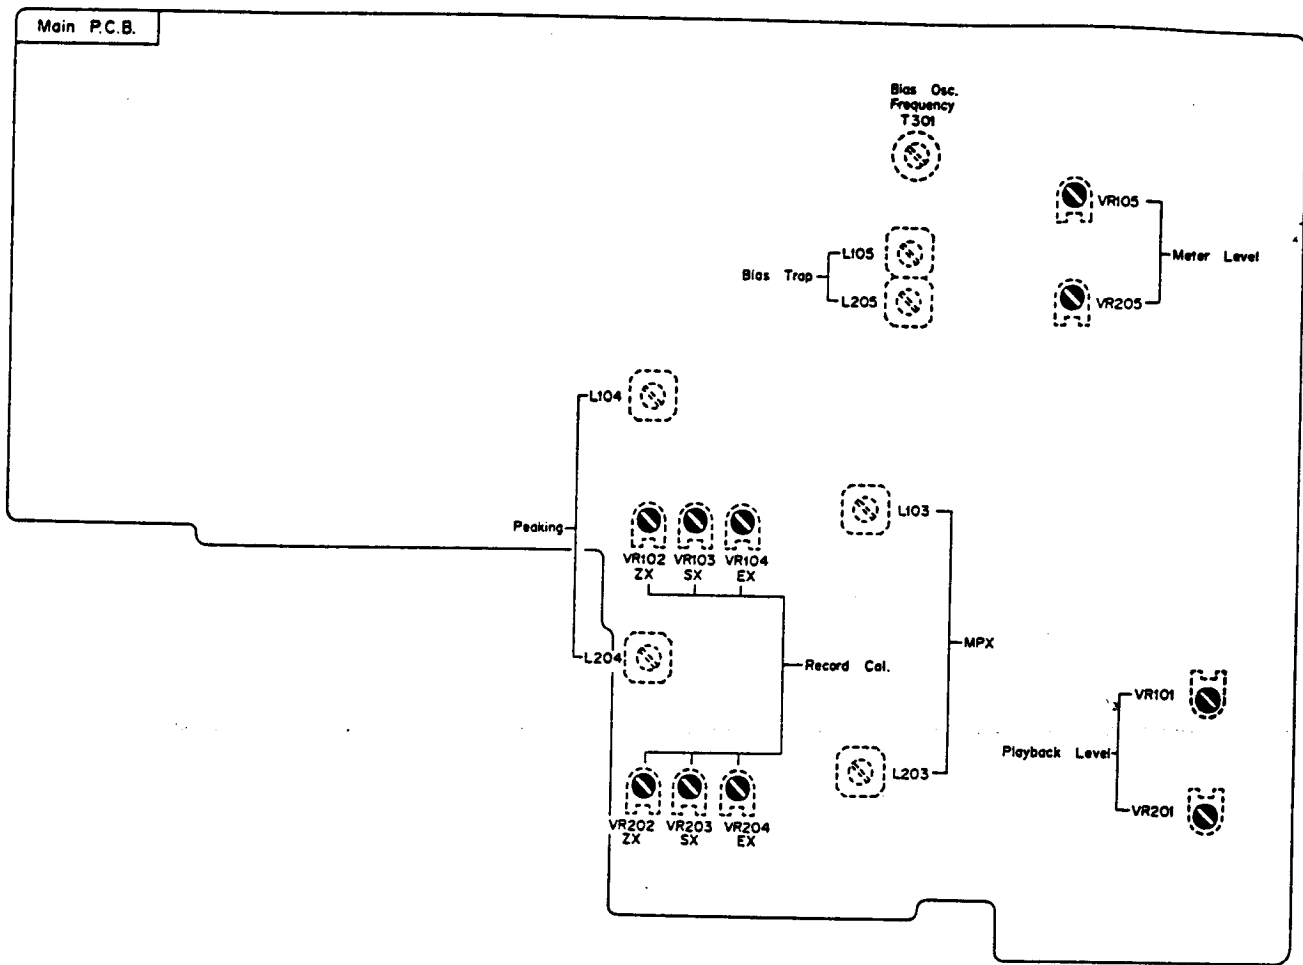 Main P.C.B.
Bias Osc.
Frequency
T301
VR105
Meter Level
VR205
L105
Bias Trap
L205
L104
Peaking
L204
VR102
ZX
VR103
SX
VR104
EX
Record Cal.
VR202
ZX
VR203
SX
VR204
EX
L103
MPX
L203
VR101
Playback Level
VR201